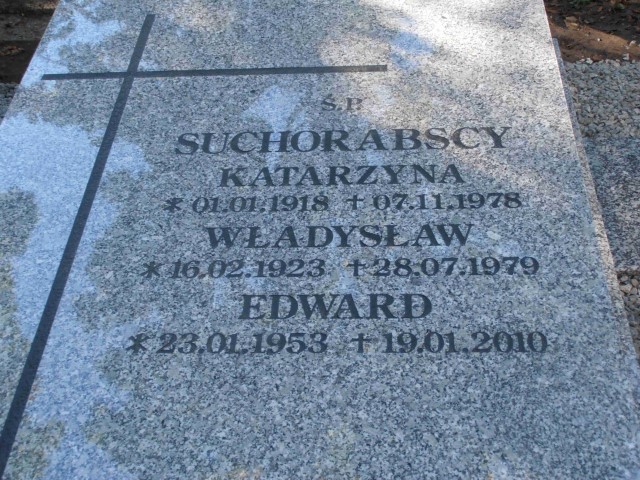 Ś.P.
SUCHORABSCY
KATARZYNA
* 01.01.1918 † 07.11.1978
WŁADYSŁAW
* 16.02.1923 † 28.07.1979
EDWARD
* 23.01.1953 † 19.01.2010